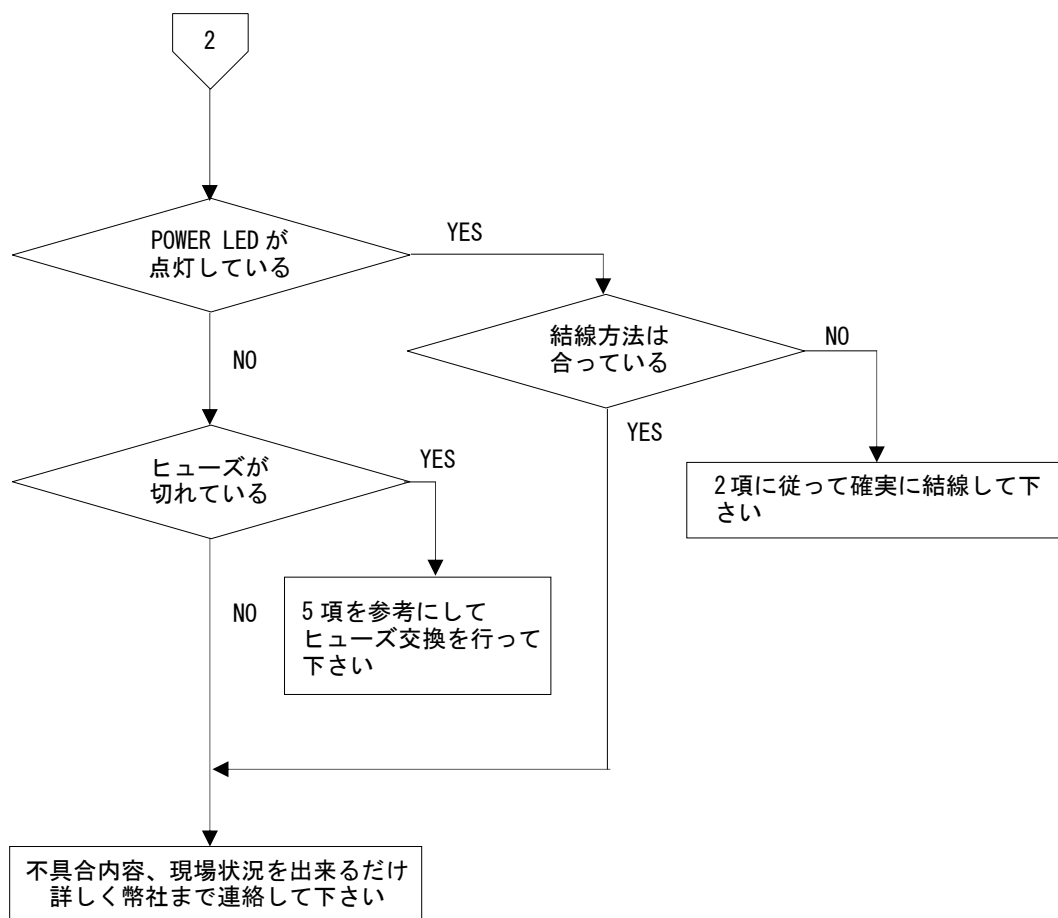 2
POWER LED が
点灯している
YES
結線方法は
合っている
NO
NO
YES
ヒューズが
切れている
YES
2 項に従って確実に結線して下
さい
NO
5 項を参考にして
ヒューズ交換を行って
下さい
不具合内容、現場状況を出来るだけ
詳しく幣社まで連絡して下さい